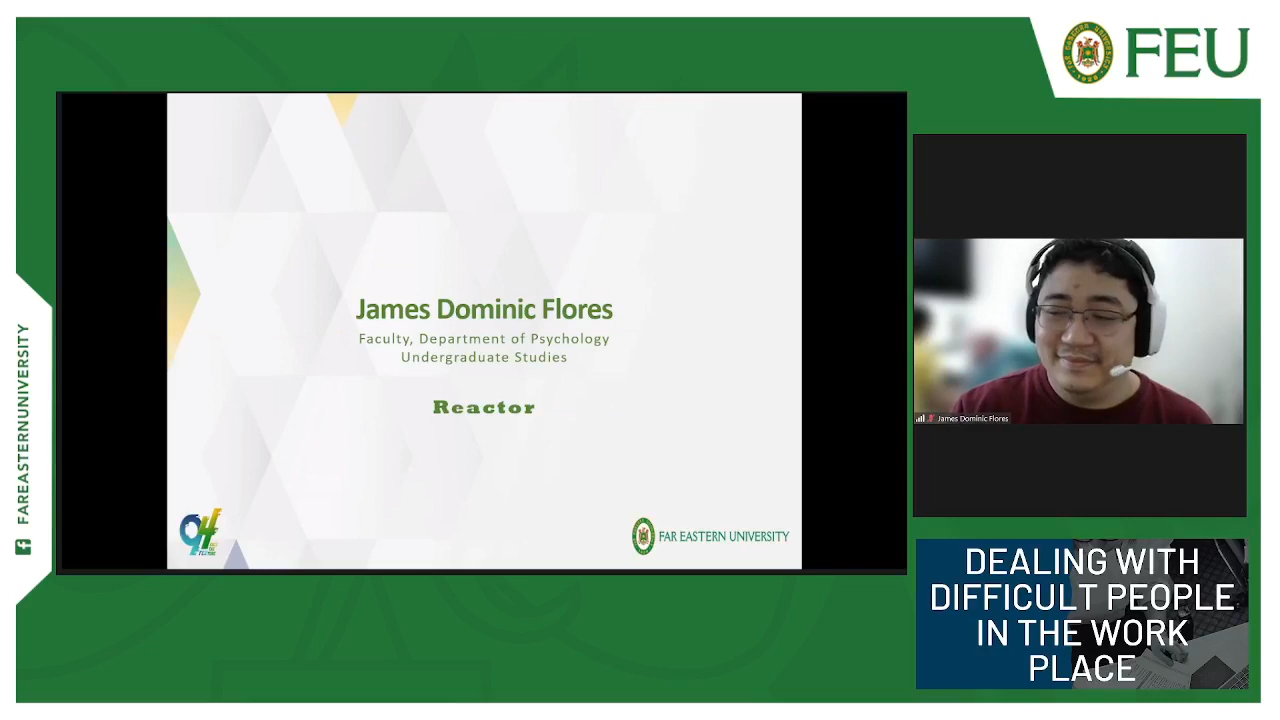 FEU
James Dominic Flores
Faculty, Department of Psychology
Undergraduate Studies
Reactor
94
FAR EASTERN UNIVERSITY
James Dominic Flores
DEALING WITH
DIFFICULT PEOPLE
IN THE WORK
PLACE
FAREASTERNUNIVERSITY